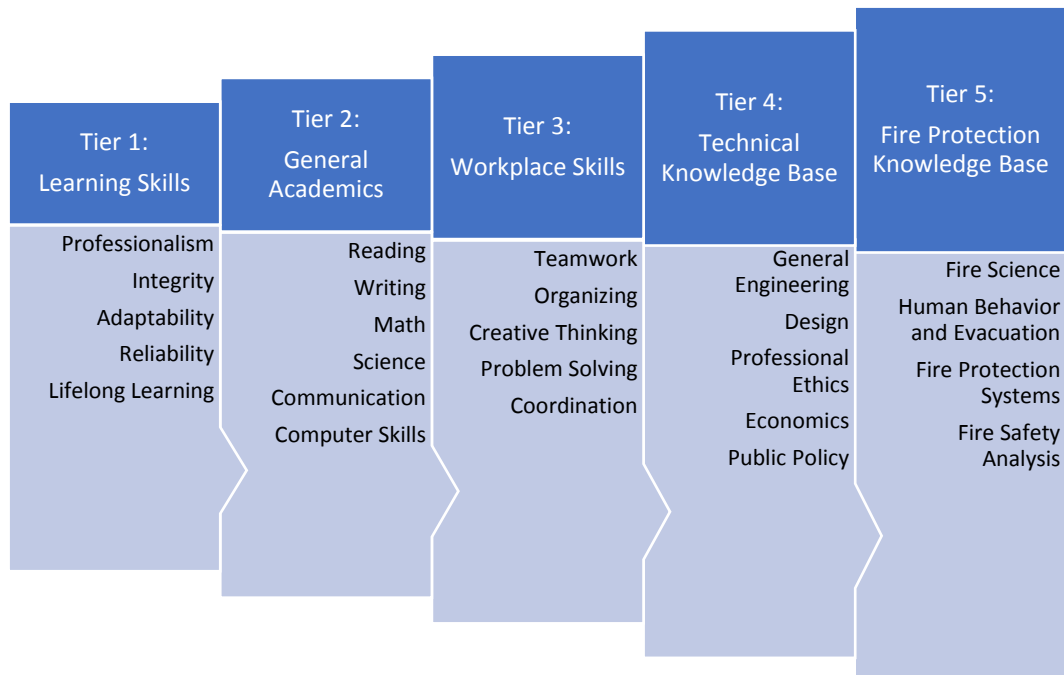 Tier 1:
Learning Skills
Professionalism
Integrity
Adaptability
Reliability
Lifelong Learning
Tier 2:
General
Academics
Reading
Writing
Math
Science
Communication
Computer Skills
Tier 3:
Workplace Skills
Teamwork
Organizing
Creative Thinking
Problem Solving
Coordination
Tier 4:
Technical
Knowledge Base
General
Engineering
Design
Professional
Ethics
Economics
Public Policy
Tier 5:
Fire Protection
Knowledge Base
Fire Science
Human Behavior
and Evacuation
Fire Protection
Systems
Fire Safety
Analysis